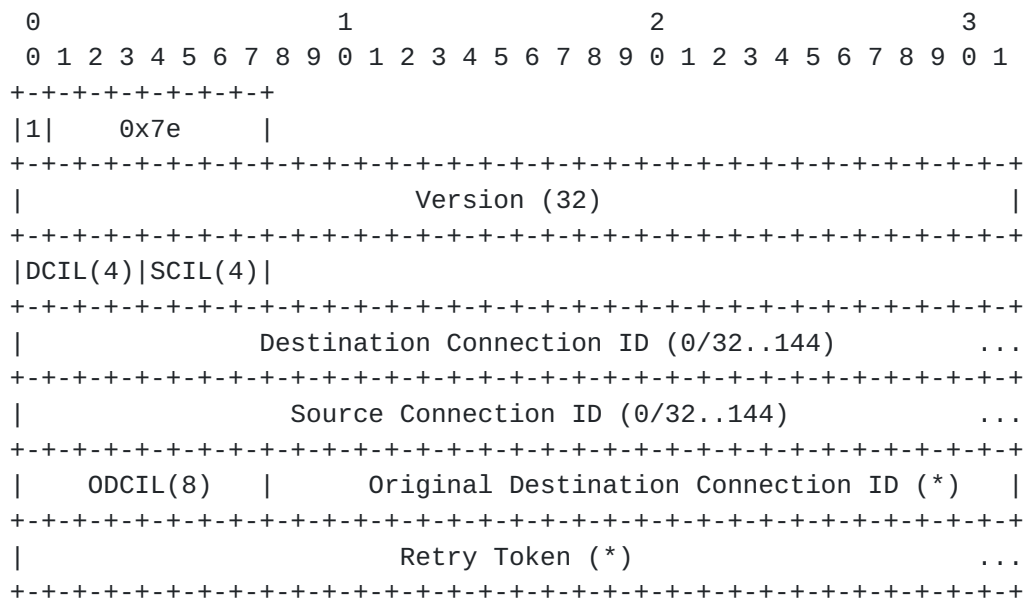 0                   1                   2                   3
 0 1 2 3 4 5 6 7 8 9 0 1 2 3 4 5 6 7 8 9 0 1 2 3 4 5 6 7 8 9 0 1
+-+-+-+-+-+-+-+-+
|1|    0x7e     |
+-+-+-+-+-+-+-+-+-+-+-+-+-+-+-+-+-+-+-+-+-+-+-+-+-+-+-+-+-+-+-+-+
|                         Version (32)                          |
+-+-+-+-+-+-+-+-+-+-+-+-+-+-+-+-+-+-+-+-+-+-+-+-+-+-+-+-+-+-+-+-+
|DCIL(4)|SCIL(4)|
+-+-+-+-+-+-+-+-+-+-+-+-+-+-+-+-+-+-+-+-+-+-+-+-+-+-+-+-+-+-+-+-+
|               Destination Connection ID (0/32..144)         ...
+-+-+-+-+-+-+-+-+-+-+-+-+-+-+-+-+-+-+-+-+-+-+-+-+-+-+-+-+-+-+-+-+
|                 Source Connection ID (0/32..144)            ...
+-+-+-+-+-+-+-+-+-+-+-+-+-+-+-+-+-+-+-+-+-+-+-+-+-+-+-+-+-+-+-+-+
|    ODCIL(8)   |      Original Destination Connection ID (*)   |
+-+-+-+-+-+-+-+-+-+-+-+-+-+-+-+-+-+-+-+-+-+-+-+-+-+-+-+-+-+-+-+-+
|                        Retry Token (*)                      ...
+-+-+-+-+-+-+-+-+-+-+-+-+-+-+-+-+-+-+-+-+-+-+-+-+-+-+-+-+-+-+-+-+